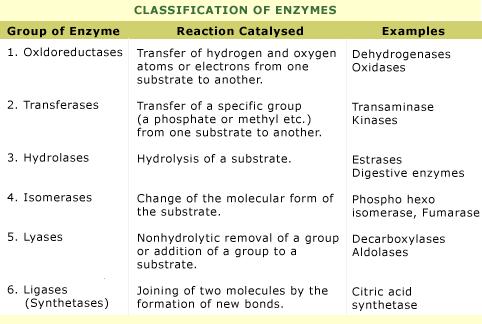 CLASSIFICATION OF ENZYMES
Group of Enzyme Reaction Catalysed Examples
1. Oxldoreductases
Transfer of hydrogen and oxygen
atoms or electrons from one
substrate to another.
Dehydrogenases
Oxidases
2. Transferases
Transfer of a specific group
(a phosphate or methyl etc.)
from one substrate to another.
Transaminase
Kinases
3. Hydrolases
Hydrolysis of a substrate.
Estrases
Digestive enzymes
4. Isomerases
Change of the molecular form of
the substrate.
Phospho hexo
isomerase, Fumarase
5. Lyases
Nonhydrolytic removal of a group
or addition of a group to a
substrate.
Decarboxylases
Aldolases
6. Ligases
(Synthetases)
Joining of two molecules by the
formation of new bonds.
Citric acid
synthetase